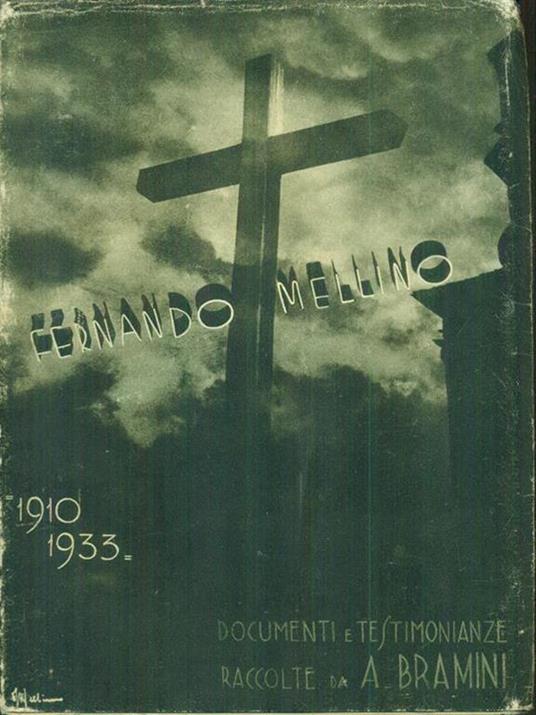 FERNANDO MELLINO
=1910
1933=
DOCUMENTI E TESTIMONIANZE
RACCOLTE DA A. BRAMINI